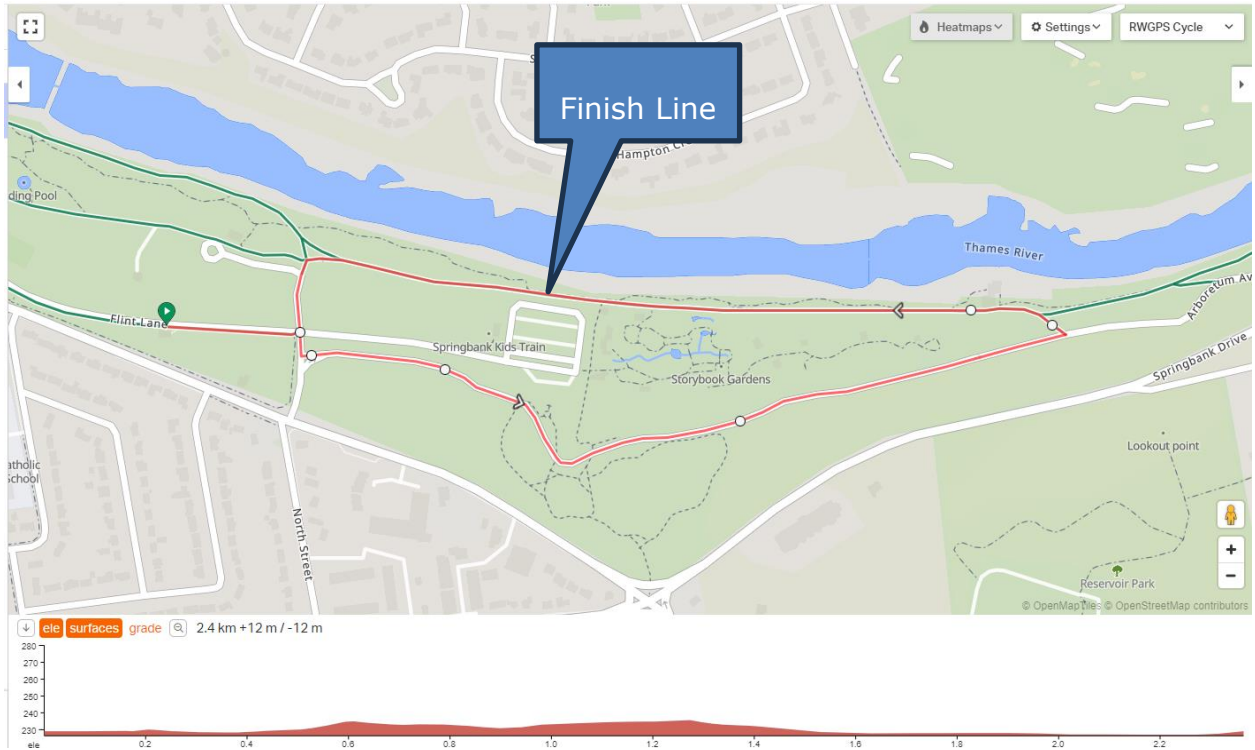 Heatmaps
Settings
RWGPS Cycle
Finish Line
Hampton Cr
ding Pool
Thames River
Arboretum Av
Flint Lane
Springbank Kids Train
Storybook Gardens
Springbank Drive
Lookout point
atholic
School
North Street
Reservoir Park
+
−
© OpenMapTiles © OpenStreetMap contributors
ele surfaces grade 2.4 km +12 m / -12 m
280
270
260
250
240
230
ele 0.2 0.4 0.6 0.8 1.0 1.2 1.4 1.6 1.8 2.0 2.2